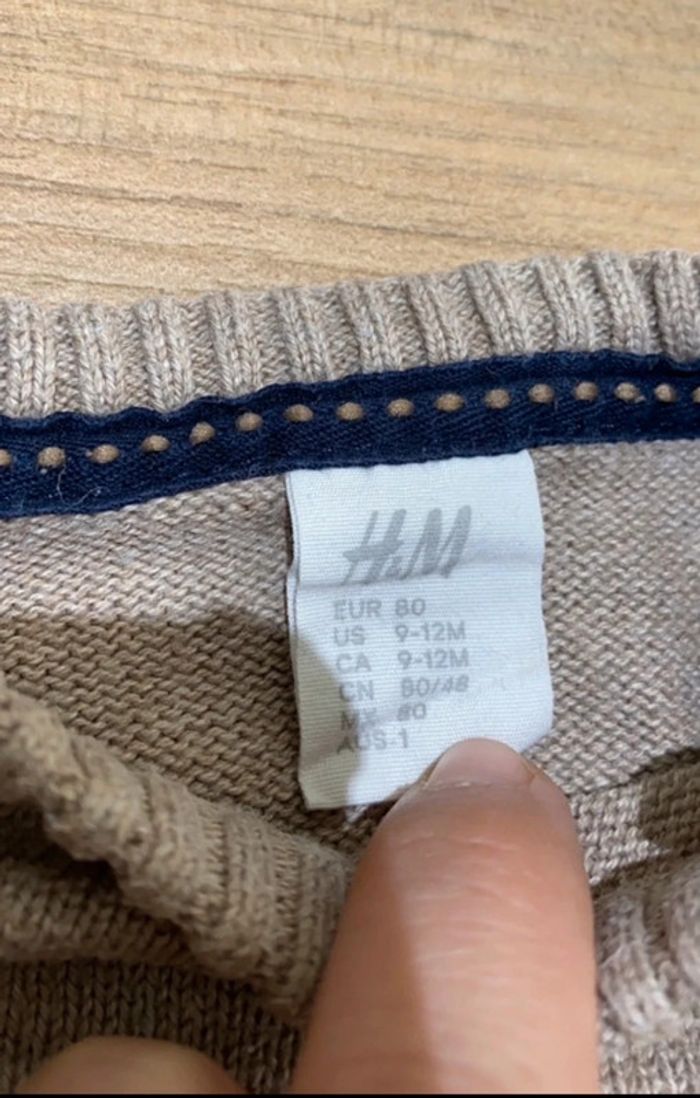 H&M
EUR 80
US 9-12M
CA 9-12M
CN 80/48
MX 80
AUS 1